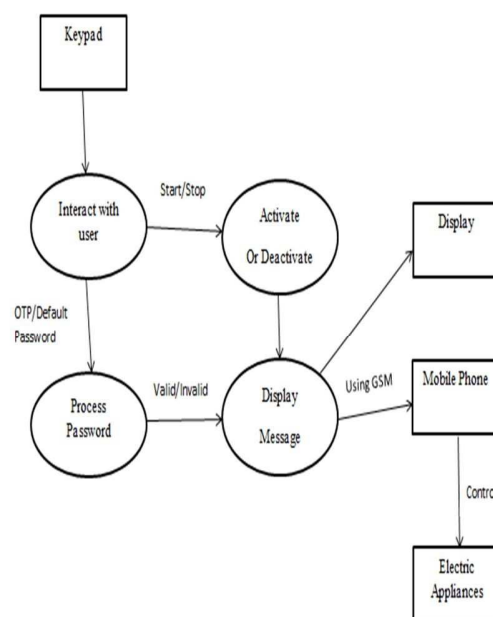 Keypad
Interact with
user
Start/Stop
Activate
Or Deactivate
Display
OTP/Default
Password
Process
Password
Valid/Invalid
Display
Message
Using GSM
Mobile Phone
Contro
Electric
Appliances